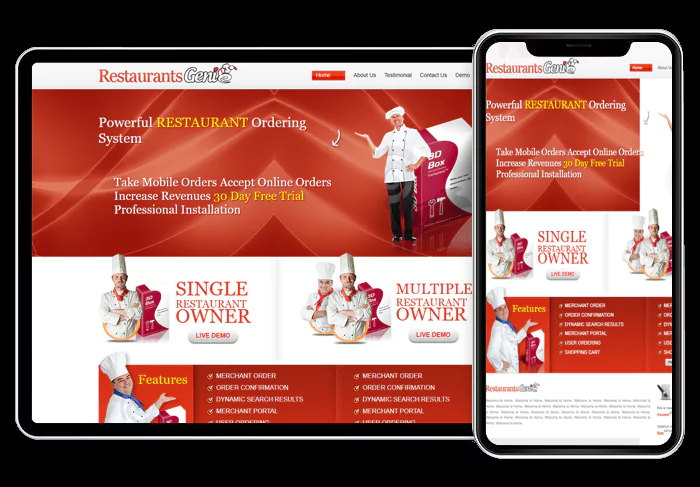 RestaurantsGenie
Home
About Us
Testimonial
Contact Us
Demo
Powerful RESTAURANT Ordering
System
Take Mobile Orders Accept Online Orders
Increase Revenues 30 Day Free Trial
Professional Installation
3D
Box
SINGLE
RESTAURANT
OWNER
LIVE DEMO
MULTIPLE
RESTAURANT
OWNER
LIVE DEMO
Features
MERCHANT ORDER
ORDER CONFIRMATION
DYNAMIC SEARCH RESULTS
MERCHANT PORTAL
USER ORDERING
MERCHANT ORDER
ORDER CONFIRMATION
DYNAMIC SEARCH RESULTS
MERCHANT PORTAL
USER ORDERING
RestaurantsGenie
Home
About Us
Powerful RESTAURANT Ordering
System
Take Mobile Orders Accept Online Orders
Increase Revenues 30 Day Free Trial
Professional Installation
SINGLE
RESTAURANT
OWNER
LIVE DEMO
Features
MERCHANT ORDER
ORDER CONFIRMATION
DYNAMIC SEARCH RESULTS
MERCHANT PORTAL
USER ORDERING
SHOPPING CART
RestaurantsGenie